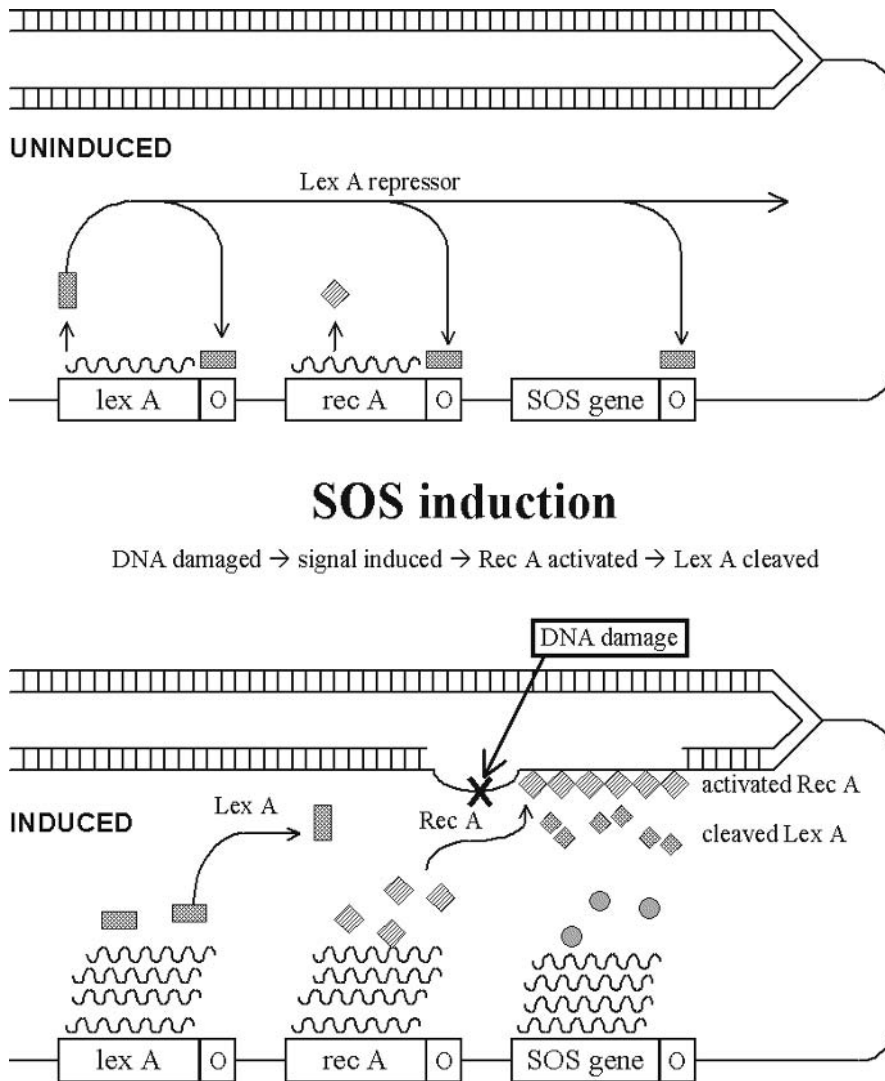 UNINDUCED
Lex A repressor
lex A O rec A O SOS gene O
SOS induction
DNA damaged → signal induced → Rec A activated → Lex A cleaved
DNA damage
activated Rec A
Lex A
Rec A
INDUCED
cleaved Lex A
lex A O rec A O SOS gene O